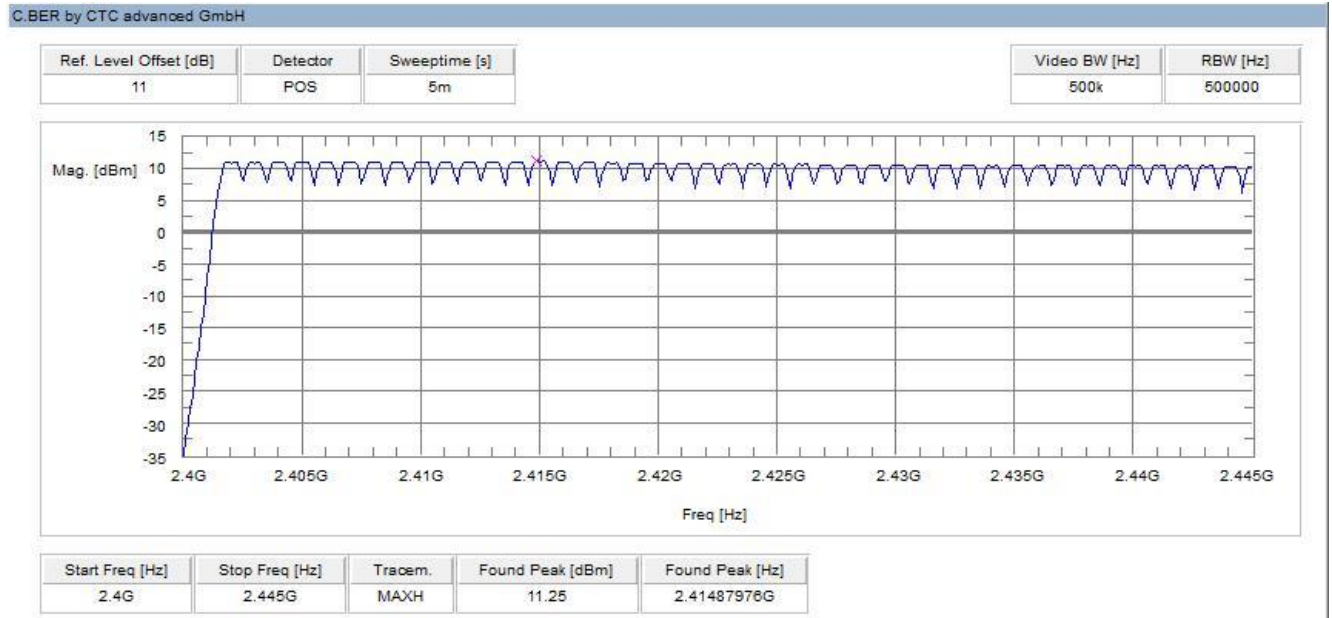 C.BER by CTC advanced GmbH
Ref. Level Offset [dB] Detector Sweeptime [s] Video BW [Hz] RBW [Hz]
11 POS 5m 500k 500000
Mag. [dBm]
15
10
5
0
-5
-10
-15
-20
-25
-30
-35
2.4G 2.405G 2.41G 2.415G 2.42G 2.425G 2.43G 2.435G 2.44G 2.445G
Freq [Hz]
Start Freq [Hz] Stop Freq [Hz] Tracem. Found Peak [dBm] Found Peak [Hz]
2.4G 2.445G MAXH 11.25 2.41487976G